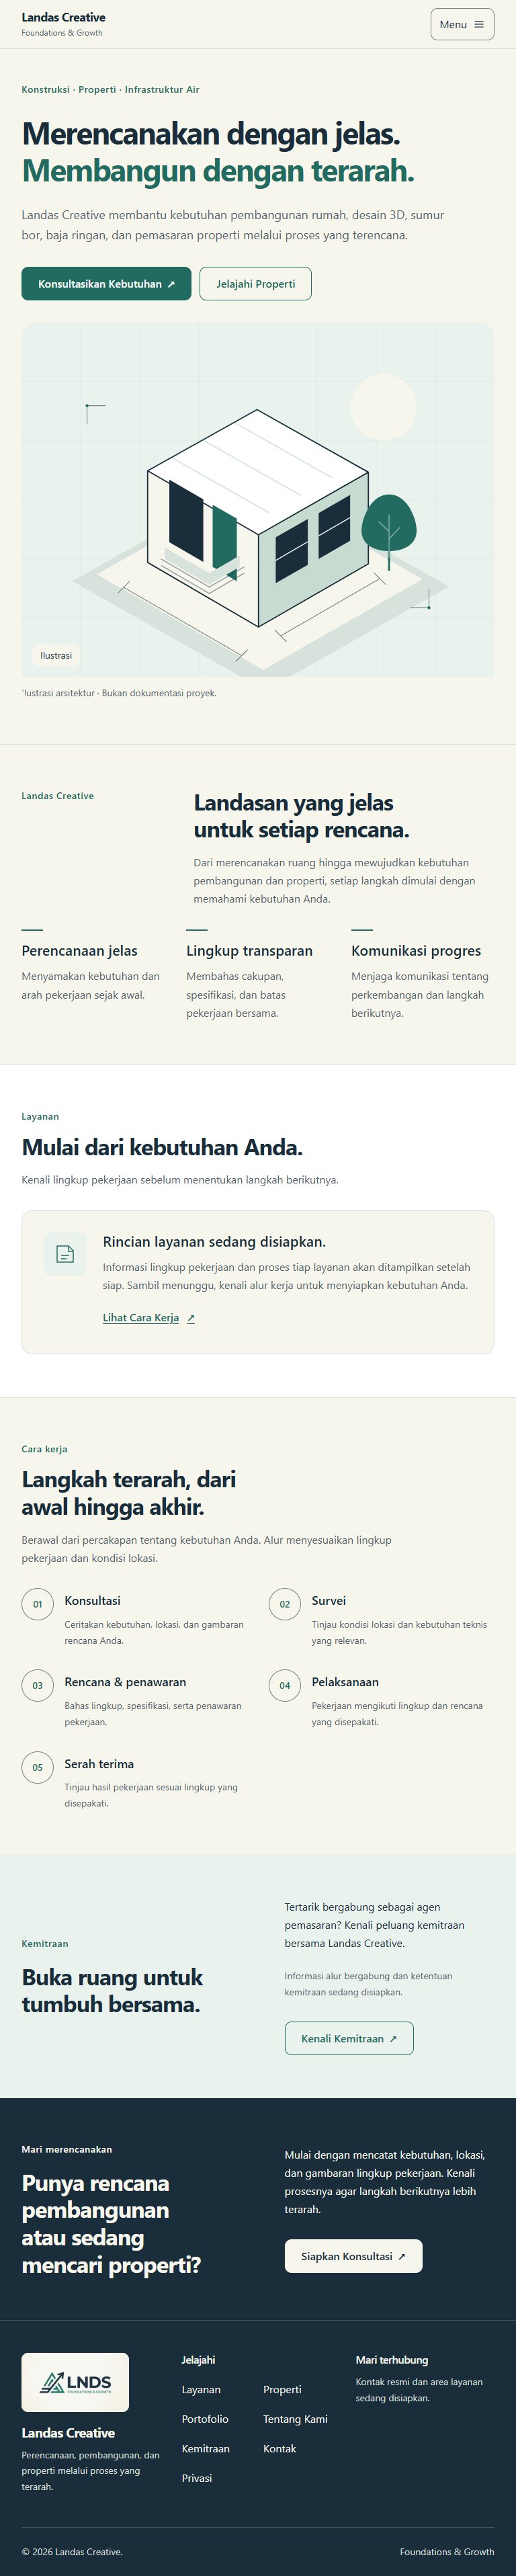 Landas Creative
Foundations & Growth
Menu
Konstruksi · Properti · Infrastruktur Air
Merencanakan dengan jelas.
Membangun dengan terarah.
Landas Creative membantu kebutuhan pembangunan rumah, desain 3D, sumur
bor, baja ringan, dan pemasaran properti melalui proses yang terencana.
Konsultasikan Kebutuhan ↗
Jelajahi Properti
Ilustrasi
Ilustrasi arsitektur · Bukan dokumentasi proyek.
Landas Creative
Landasan yang jelas
untuk setiap rencana.
Dari merencanakan ruang hingga mewujudkan kebutuhan
pembangunan dan properti, setiap langkah dimulai dengan
memahami kebutuhan Anda.
Perencanaan jelas
Menyamakan kebutuhan dan
arah pekerjaan sejak awal.
Lingkup transparan
Membahas cakupan,
spesifikasi, dan batas
pekerjaan bersama.
Komunikasi progres
Menjaga komunikasi tentang
perkembangan dan langkah
berikutnya.
Layanan
Mulai dari kebutuhan Anda.
Kenali lingkup pekerjaan sebelum menentukan langkah berikutnya.
Rincian layanan sedang disiapkan.
Informasi lingkup pekerjaan dan proses tiap layanan akan ditampilkan setelah
siap. Sambil menunggu, kenali alur kerja untuk menyiapkan kebutuhan Anda.
Lihat Cara Kerja ↗
Cara kerja
Langkah terarah, dari
awal hingga akhir.
Berawal dari percakapan tentang kebutuhan Anda. Alur menyesuaikan lingkup
pekerjaan dan kondisi lokasi.
01
Konsultasi
Ceritakan kebutuhan, lokasi, dan gambaran
rencana Anda.
02
Survei
Tinjau kondisi lokasi dan kebutuhan teknis
yang relevan.
03
Rencana & penawaran
Bahas lingkup, spesifikasi, serta penawaran
pekerjaan.
04
Pelaksanaan
Pekerjaan mengikuti lingkup dan rencana
yang disepakati.
05
Serah terima
Tinjau hasil pekerjaan sesuai lingkup yang
disepakati.
Kemitraan
Buka ruang untuk
tumbuh bersama.
Tertarik bergabung sebagai agen
pemasaran? Kenali peluang kemitraan
bersama Landas Creative.
Informasi alur bergabung dan ketentuan
kemitraan sedang disiapkan.
Kenali Kemitraan ↗
Mari merencanakan
Punya rencana
pembangunan
atau sedang
mencari properti?
Mulai dengan mencatat kebutuhan, lokasi,
dan gambaran lingkup pekerjaan. Kenali
prosesnya agar langkah berikutnya lebih
terarah.
Siapkan Konsultasi ↗
LNDS
FOUNDATIONS & GROWTH
Landas Creative
Perencanaan, pembangunan, dan
properti melalui proses yang
terarah.
Jelajahi
Layanan
Properti
Portofolio
Tentang Kami
Kemitraan
Kontak
Privasi
Mari terhubung
Kontak resmi dan area layanan
sedang disiapkan.
© 2026 Landas Creative.
Foundations & Growth